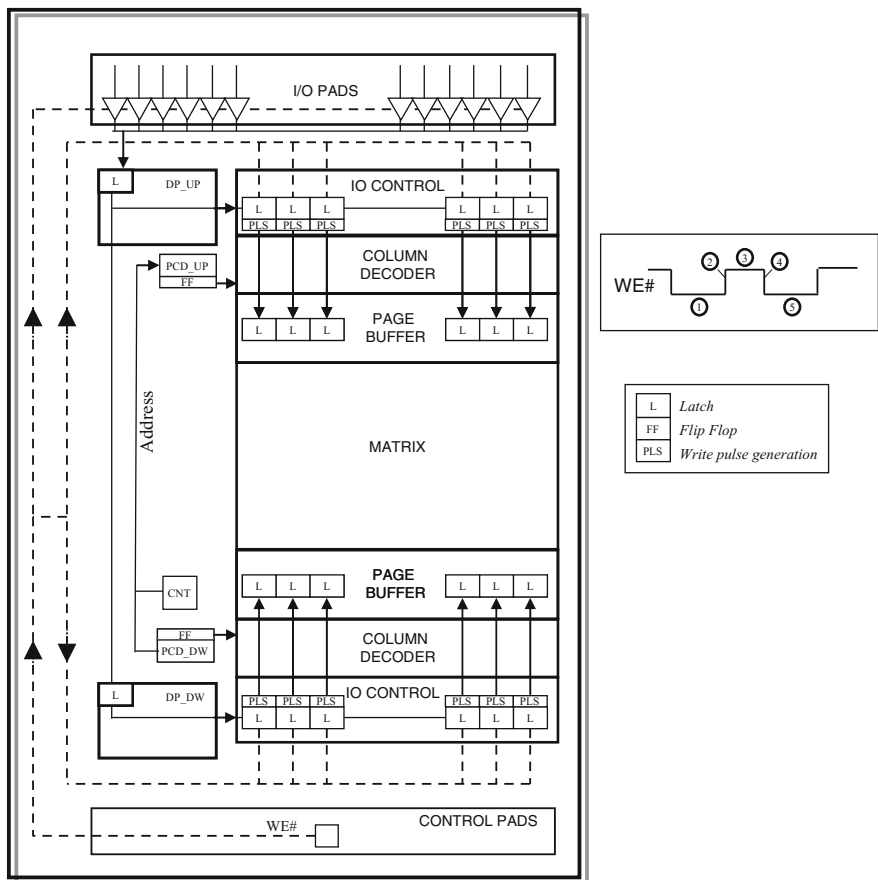 I/O PADS
L
DP_UP
IO CONTROL
L L L L L L
PLS PLS PLS PLS PLS PLS
PCD_UP
FF
COLUMN
DECODER
PAGE
BUFFER
L L L L L L
Address
MATRIX
CNT
PAGE
BUFFER
L L L L L L
FF
PCD_DW
COLUMN
DECODER
L
DP_DW
IO CONTROL
PLS PLS PLS PLS PLS PLS
L L L L L L
WE#
CONTROL PADS
WE#
2 3 4
1 5
L Latch
FF Flip Flop
PLS Write pulse generation